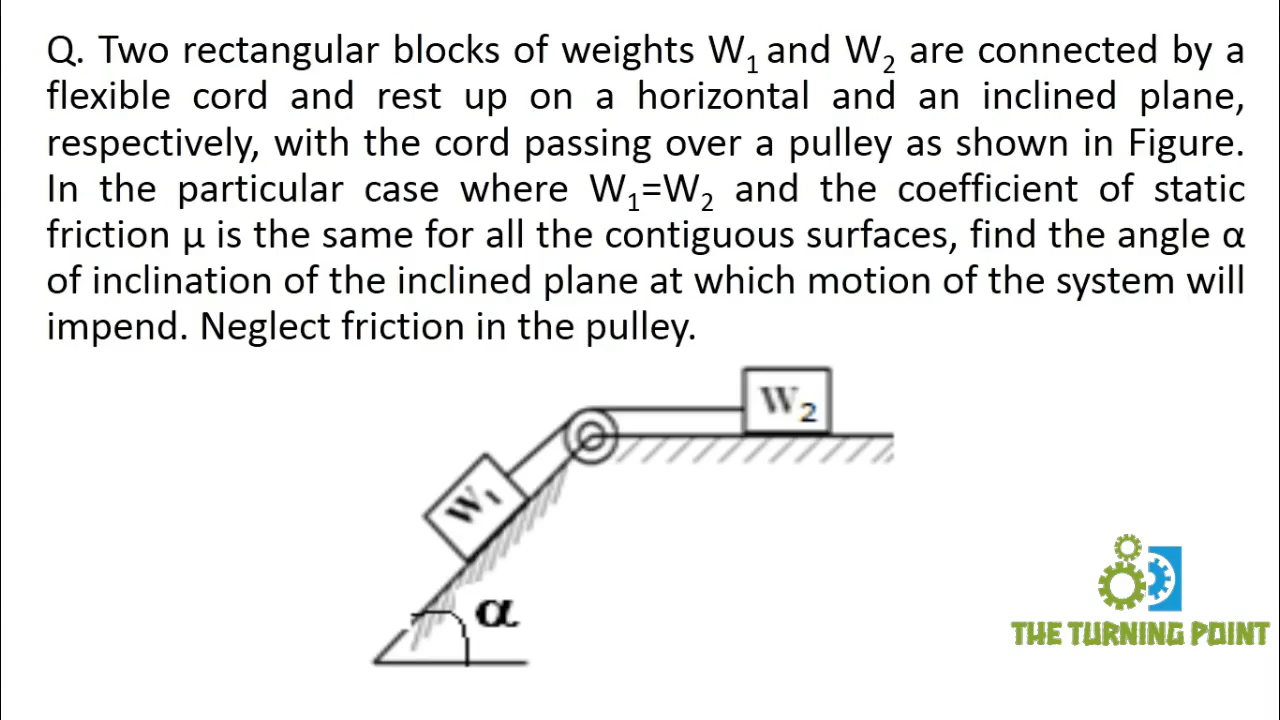 Q. Two rectangular blocks of weights W₁ and W₂ are connected by a
flexible cord and rest up on a horizontal and an inclined plane,
respectively, with the cord passing over a pulley as shown in Figure.
In the particular case where W₁=W₂ and the coefficient of static
friction μ is the same for all the contiguous surfaces, find the angle α
of inclination of the inclined plane at which motion of the system will
impend. Neglect friction in the pulley.
W₂
W₁
α
THE TURNING POINT